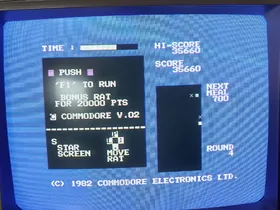 TIME :
HI-SCORE
35660
SCORE
35660
PUSH
'F1' TO RUN
BONUS RAT
FOR 20000 PTS
COMMODORE V.02
NEXT
MEAL
TOO
S
STAR
SCREEN
MOVE
RAT
ROUND
4
(C) 1982 COMMODORE ELECTRONICS LTD.